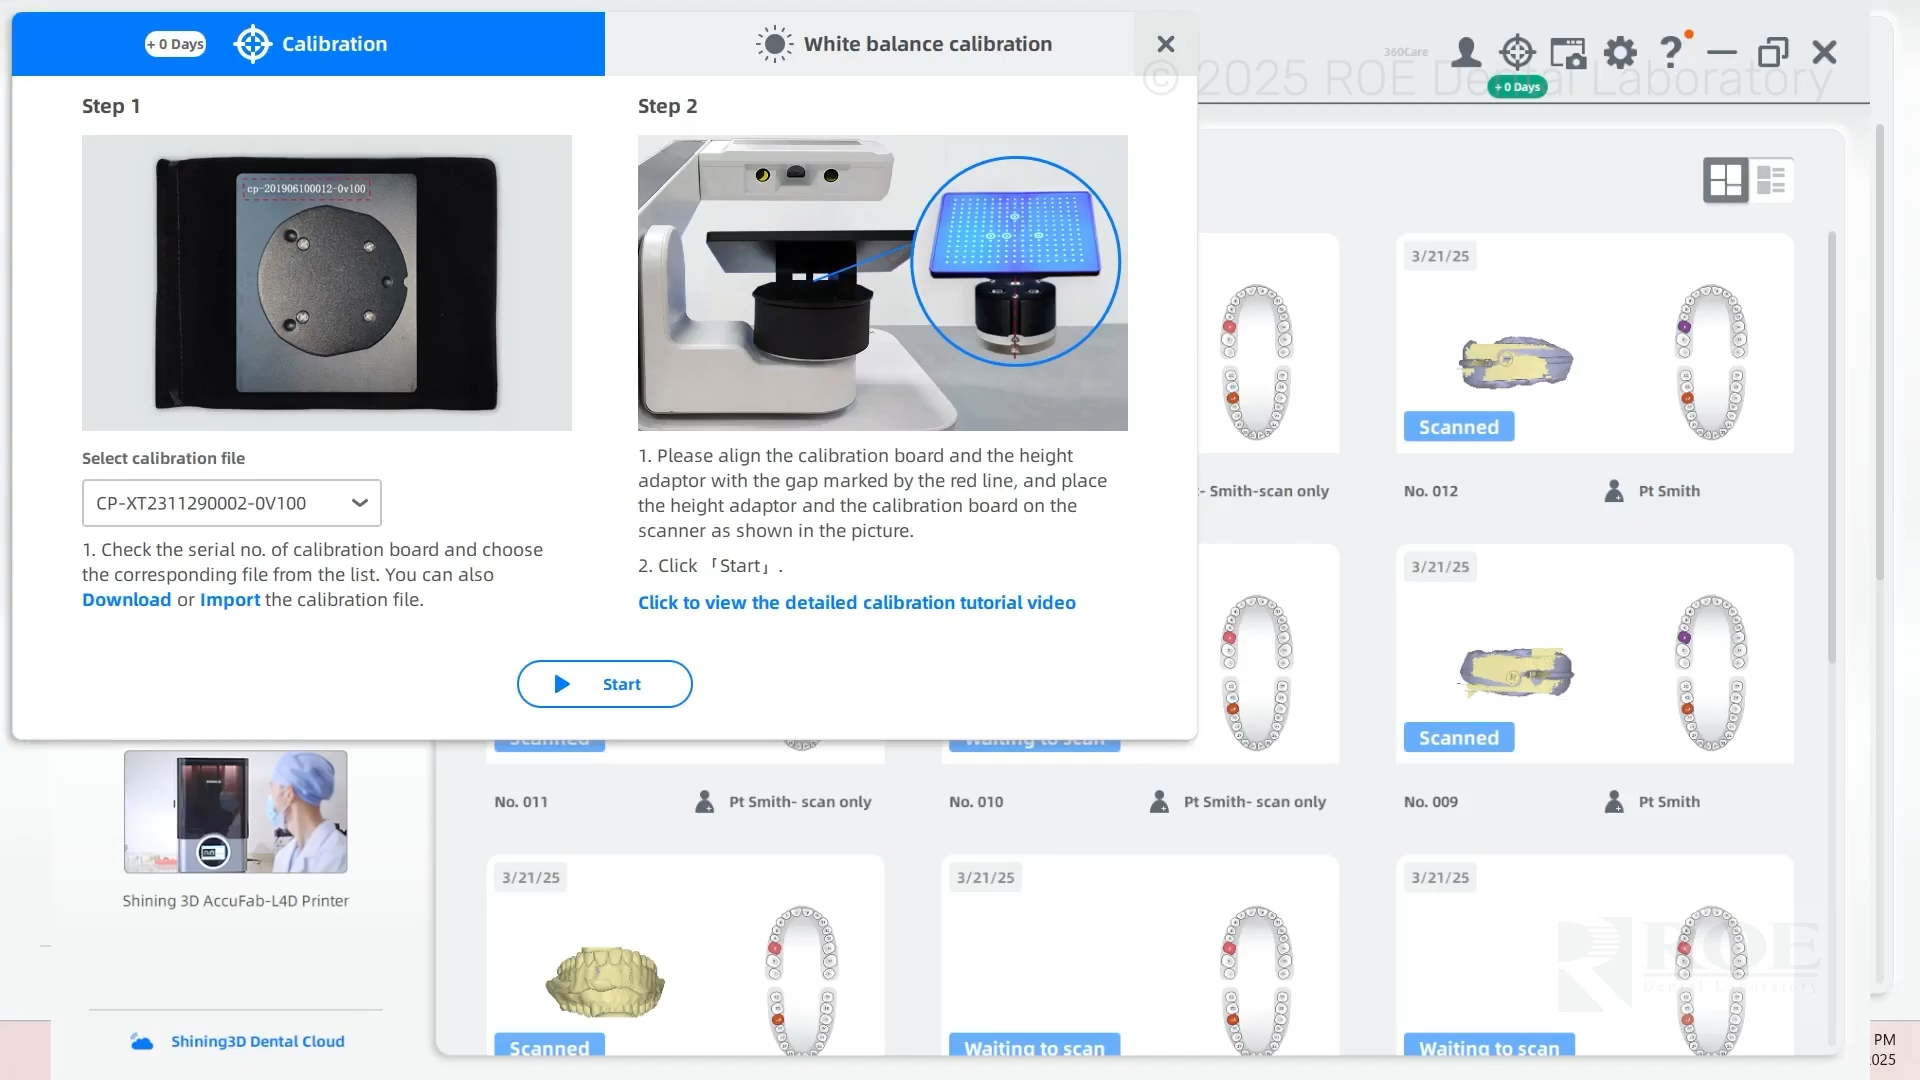 + 0 Days
Calibration
White balance calibration
360Care
+ 0 Days
© 2025 ROE Dental Laboratory
Step 1
cp-201906100012-0v100
Select calibration file
CP-XT2311290002-0V100
1. Check the serial no. of calibration board and choose
the corresponding file from the list. You can also
Download or Import the calibration file.
Step 2
1. Please align the calibration board and the height
adaptor with the gap marked by the red line, and place
the height adaptor and the calibration board on the
scanner as shown in the picture.
2. Click 「Start」.
Click to view the detailed calibration tutorial video
Start
- Smith-scan only
3/21/25
Scanned
No. 012
Pt Smith
3/21/25
Scanned
Scanned
Waiting to scan
No. 011
Pt Smith- scan only
No. 010
Pt Smith- scan only
No. 009
Pt Smith
Shining 3D AccuFab-L4D Printer
3/21/25
Scanned
3/21/25
Waiting to scan
3/21/25
Waiting to scan
ROE
Dental Laboratory
Shining3D Dental Cloud
PM
2025